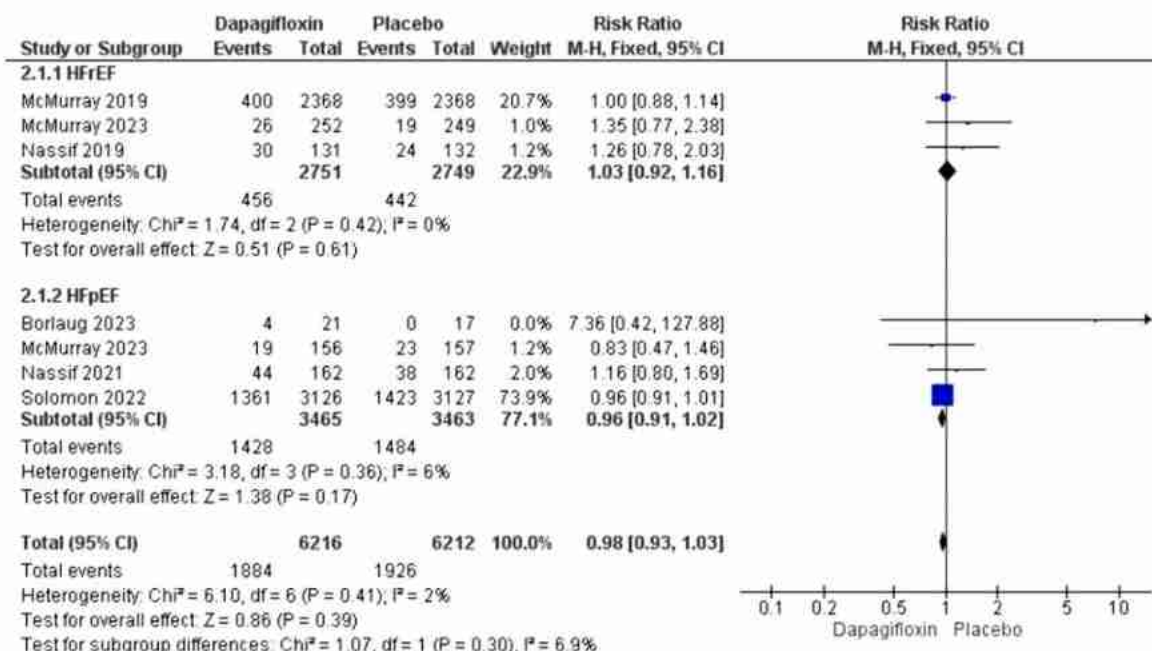 Dapagifloxin Placebo Risk Ratio Risk Ratio
Study or Subgroup Events Total Events Total Weight M-H, Fixed, 95% CI M-H, Fixed, 95% CI
2.1.1 HFrEF
McMurray 2019 400 2368 399 2368 20.7% 1.00 [0.88, 1.14]
McMurray 2023 26 252 19 249 1.0% 1.35 [0.77, 2.38]
Nassif 2019 30 131 24 132 1.2% 1.26 [0.78, 2.03]
Subtotal (95% CI) 2751 2749 22.9% 1.03 [0.92, 1.16]
Total events 456 442
Heterogeneity: Chi² = 1.74, df = 2 (P = 0.42); I² = 0%
Test for overall effect: Z = 0.51 (P = 0.61)
2.1.2 HFpEF
Borlaug 2023 4 21 0 17 0.0% 7.36 [0.42, 127.88]
McMurray 2023 19 156 23 157 1.2% 0.83 [0.47, 1.46]
Nassif 2021 44 162 38 162 2.0% 1.16 [0.80, 1.69]
Solomon 2022 1361 3126 1423 3127 73.9% 0.96 [0.91, 1.01]
Subtotal (95% CI) 3465 3463 77.1% 0.96 [0.91, 1.02]
Total events 1428 1484
Heterogeneity: Chi² = 3.18, df = 3 (P = 0.36); I² = 6%
Test for overall effect: Z = 1.38 (P = 0.17)
Total (95% CI) 6216 6212 100.0% 0.98 [0.93, 1.03]
Total events 1884 1926
Heterogeneity: Chi² = 6.10, df = 6 (P = 0.41); I² = 2%
Test for overall effect: Z = 0.86 (P = 0.39)
Test for subgroup differences: Chi² = 1.07, df = 1 (P = 0.30), I² = 6.9%
0.1 0.2 0.5 1 2 5 10
Dapagifloxin Placebo